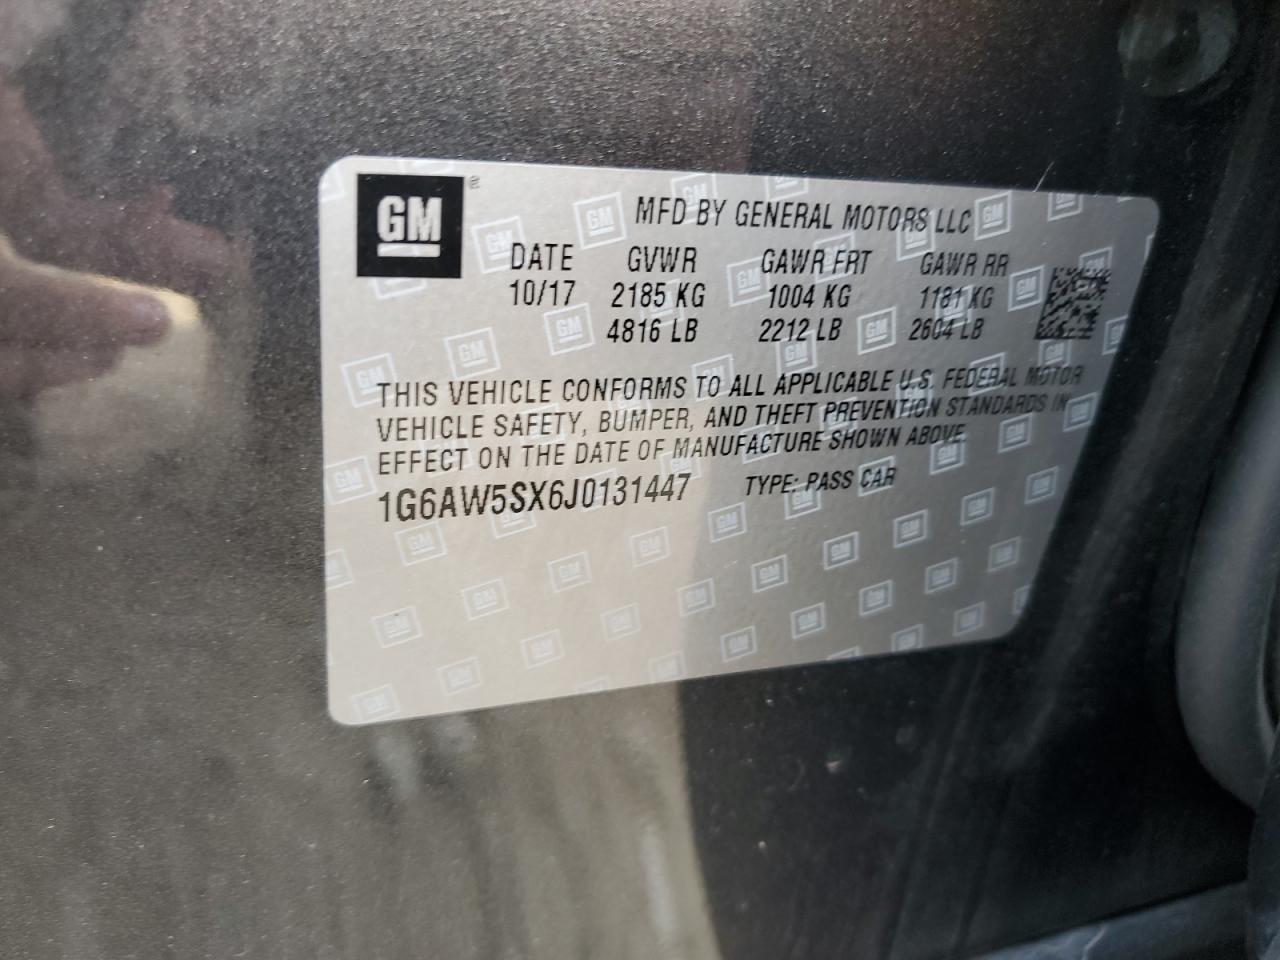 GM
MFD BY GENERAL MOTORS LLC
DATE GVWR GAWR FRT GAWR RR
10/17 2185 KG 1004 KG 1181 KG
4816 LB 2212 LB 2604 LB
THIS VEHICLE CONFORMS TO ALL APPLICABLE U.S. FEDERAL MOTOR
VEHICLE SAFETY, BUMPER, AND THEFT PREVENTION STANDARDS IN
EFFECT ON THE DATE OF MANUFACTURE SHOWN ABOVE.
1G6AW5SX6J0131447 TYPE: PASS CAR